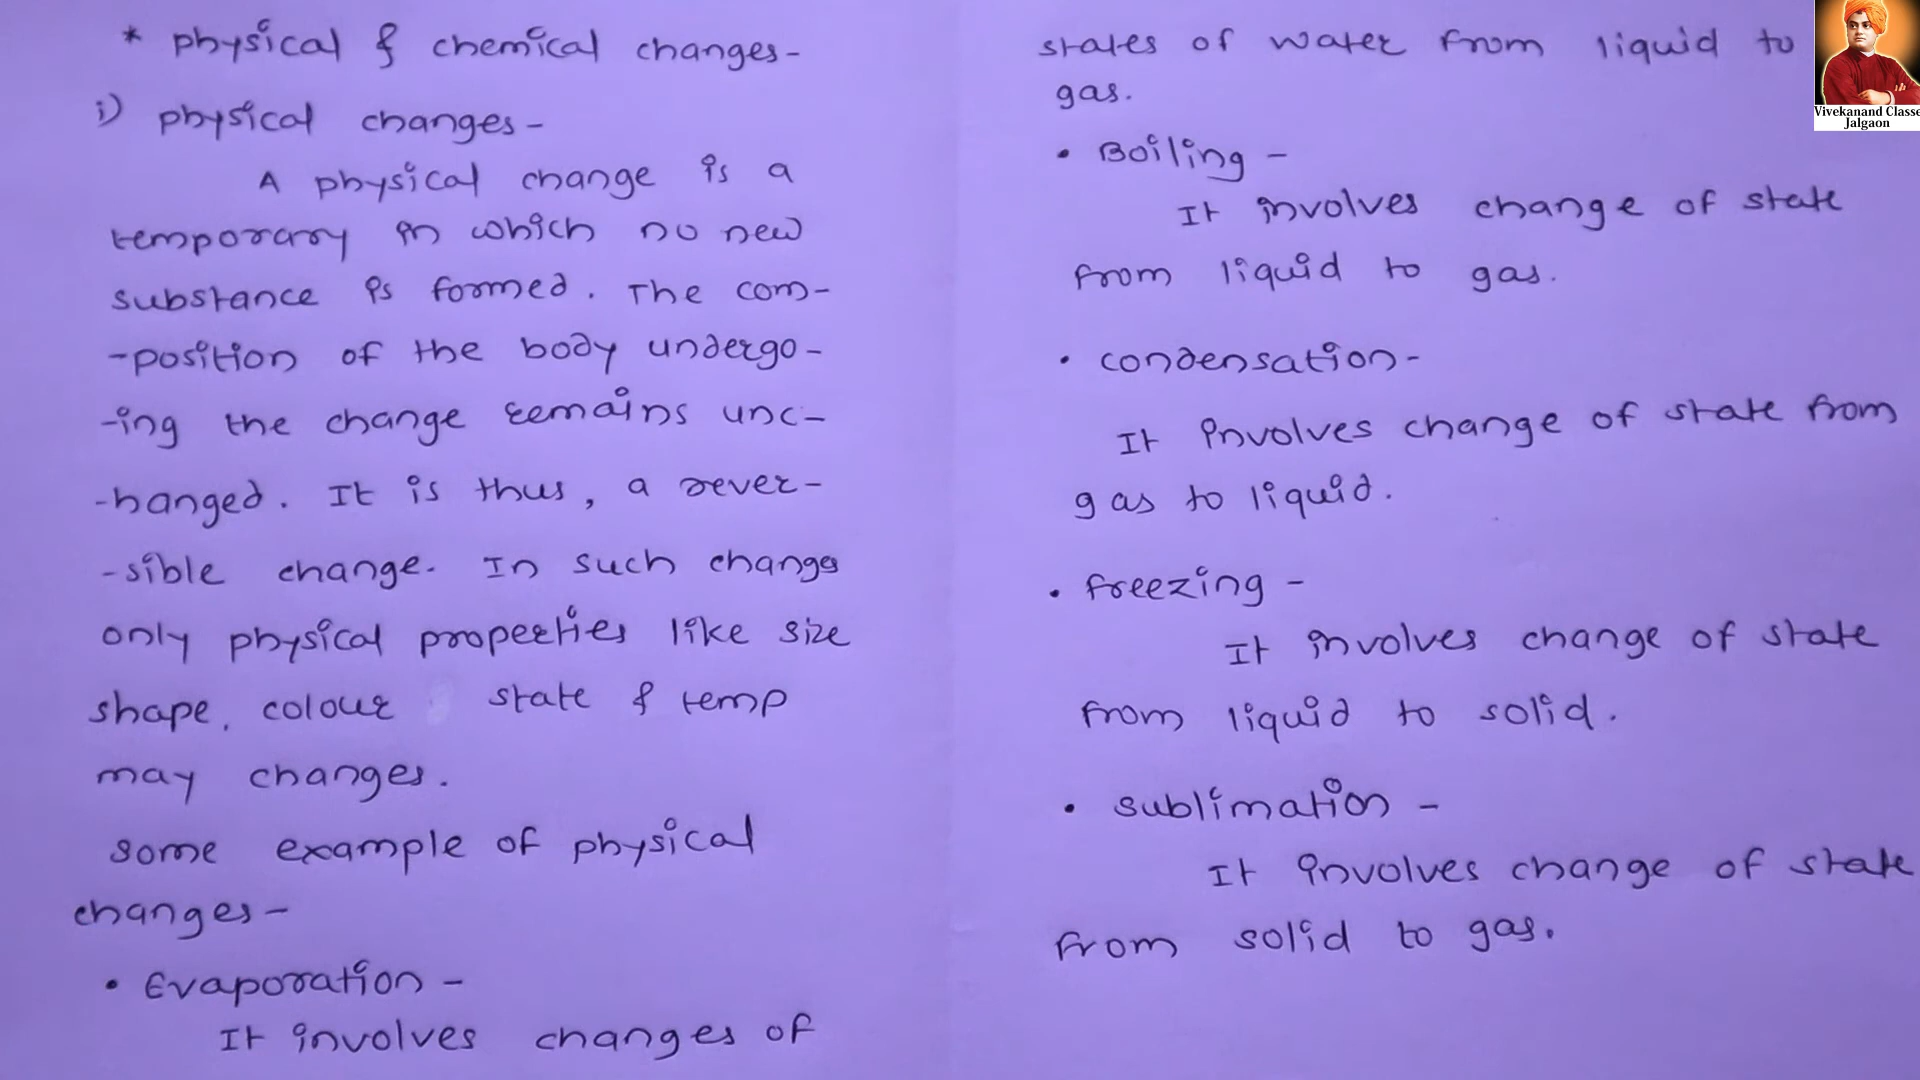 * physical & chemical changes-
i) physical changes-
A physical change is a
temporary in which no new
substance is formed. The com-
-position of the body undergo-
-ing the change remains unc-
-hanged. It is thus, a rever-
-sible change. In such changes
only physical properties like size
shape, colour state & temp
may changes.
some example of physical
changes-
• Evaporation-
It involves changes of
states of water from liquid to
gas.
• Boiling-
It involves change of state
from liquid to gas.
• condensation-
It involves change of state from
gas to liquid.
• freezing-
It involves change of state
from liquid to solid.
• sublimation-
It involves change of state
from solid to gas.
Vivekanand Classe
Jalgaon